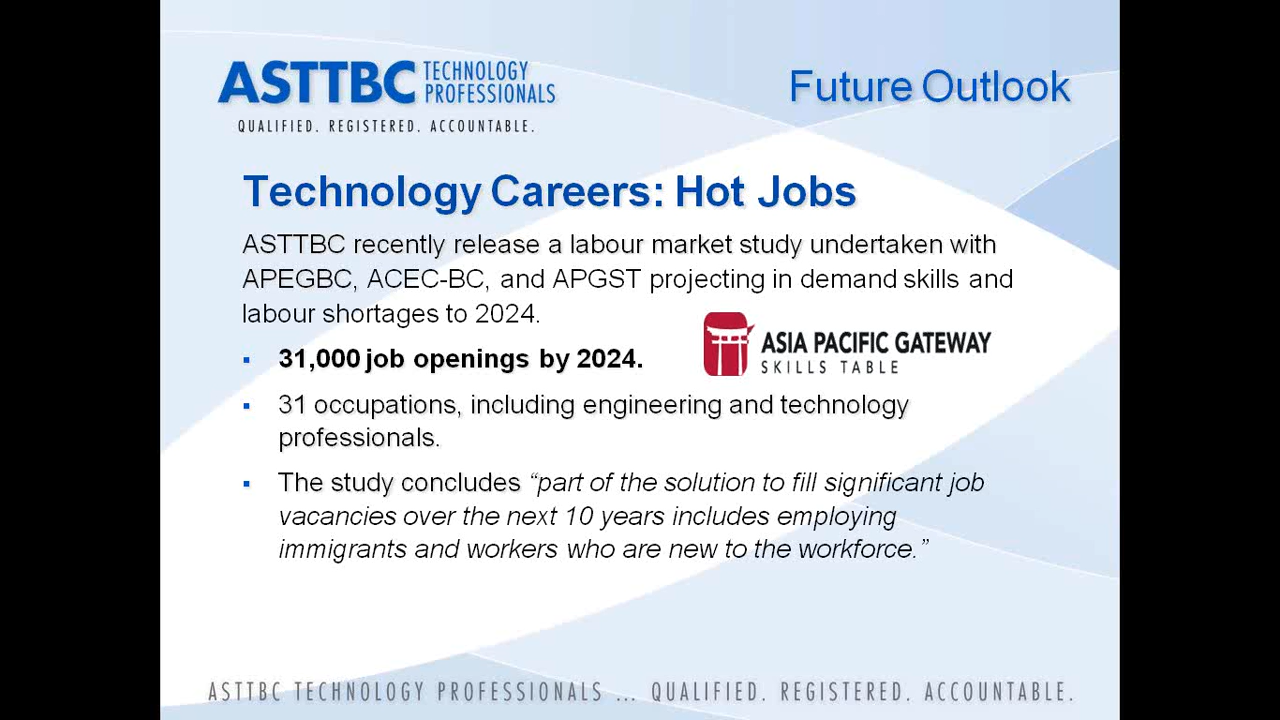 ASTTBC TECHNOLOGY PROFESSIONALS
QUALIFIED. REGISTERED. ACCOUNTABLE.
Future Outlook
Technology Careers: Hot Jobs
ASTTBC recently release a labour market study undertaken with
APEGBC, ACEC-BC, and APGST projecting in demand skills and
labour shortages to 2024.
ASIA PACIFIC GATEWAY
SKILLS TABLE
▪ 31,000 job openings by 2024.
▪ 31 occupations, including engineering and technology
professionals.
▪ The study concludes “part of the solution to fill significant job
vacancies over the next 10 years includes employing
immigrants and workers who are new to the workforce.”
ASTTBC TECHNOLOGY PROFESSIONALS ... QUALIFIED. REGISTERED. ACCOUNTABLE.